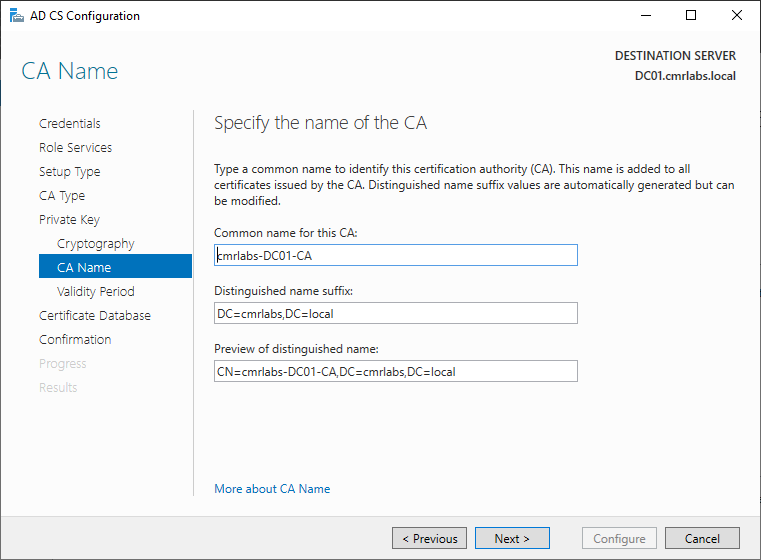 AD CS Configuration
CA Name
DESTINATION SERVER
DC01.cmrlabs.local
Credentials
Role Services
Setup Type
CA Type
Private Key
Cryptography
CA Name
Validity Period
Certificate Database
Confirmation
Progress
Results
Specify the name of the CA
Type a common name to identify this certification authority (CA). This name is added to all
certificates issued by the CA. Distinguished name suffix values are automatically generated but can
be modified.
Common name for this CA:
cmrlabs-DC01-CA
Distinguished name suffix:
DC=cmrlabs,DC=local
Preview of distinguished name:
CN=cmrlabs-DC01-CA,DC=cmrlabs,DC=local
More about CA Name
< Previous
Next >
Configure
Cancel